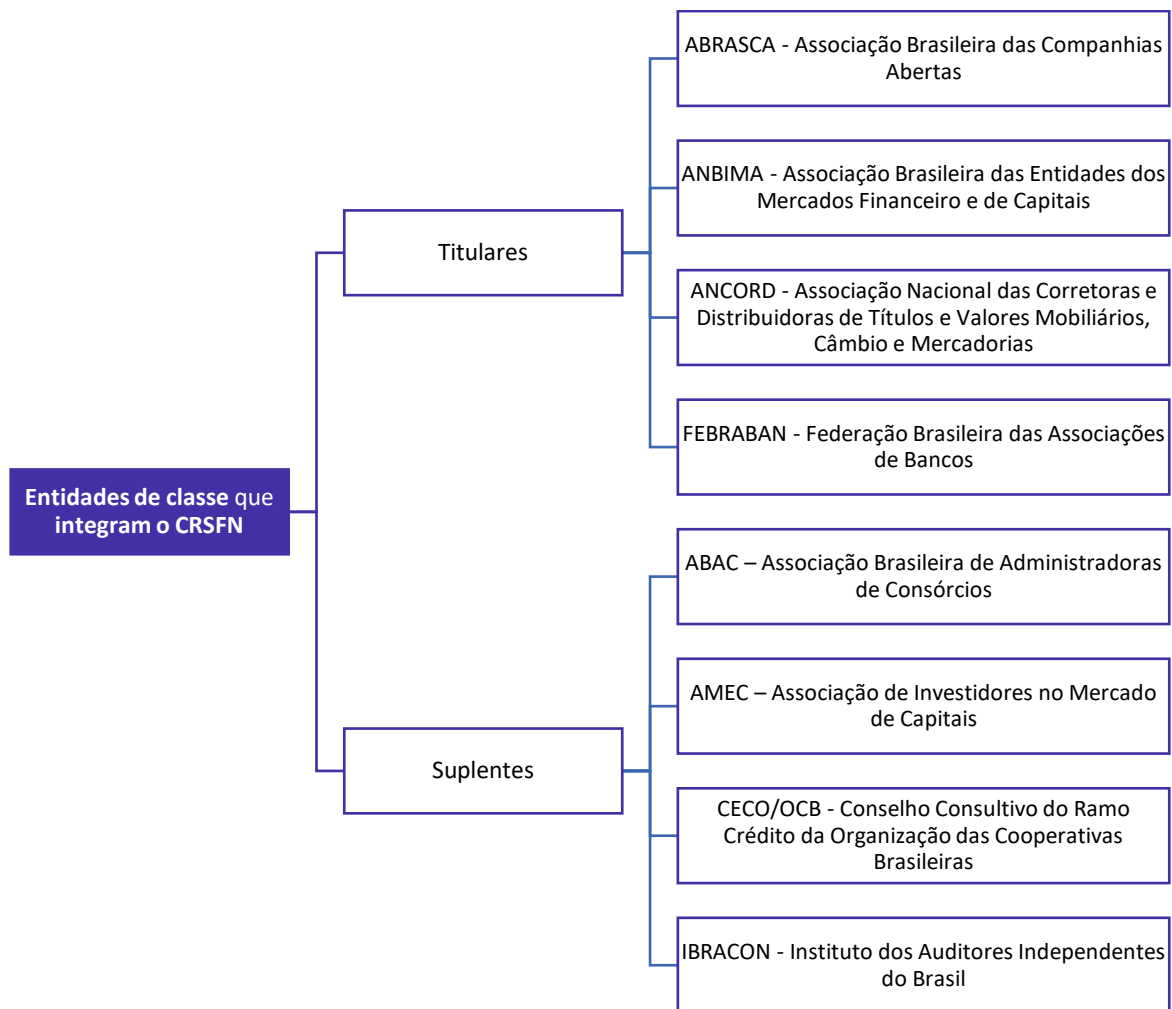 ABRASCA - Associação Brasileira das Companhias
Abertas
ANBIMA - Associação Brasileira das Entidades dos
Mercados Financeiro e de Capitais
Titulares
ANCORD - Associação Nacional das Corretoras e
Distribuidoras de Títulos e Valores Mobiliários,
Câmbio e Mercadorias
FEBRABAN - Federação Brasileira das Associações
de Bancos
Entidades de classe que
integram o CRSFN
ABAC – Associação Brasileira de Administradoras
de Consórcios
AMEC – Associação de Investidores no Mercado
de Capitais
Suplentes
CECO/OCB - Conselho Consultivo do Ramo
Crédito da Organização das Cooperativas
Brasileiras
IBRACON - Instituto dos Auditores Independentes
do Brasil